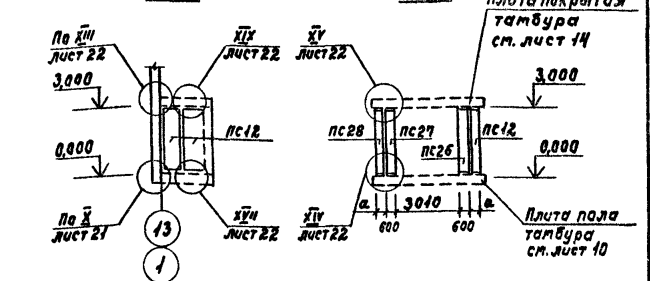 По XIII
лист 22
XIX
лист 22
3,000
0,000
ПС12
По X
лист 21
XVII
лист 22
13
1
XV
лист 22
Плита покрытия
тамбура
см. лист 14
3,000
ПС28
ПС27
ПС26
ПС12
0,000
XIV
лист 22
а
3010
а
600
600
Плита пола
тамбура
см. лист 10